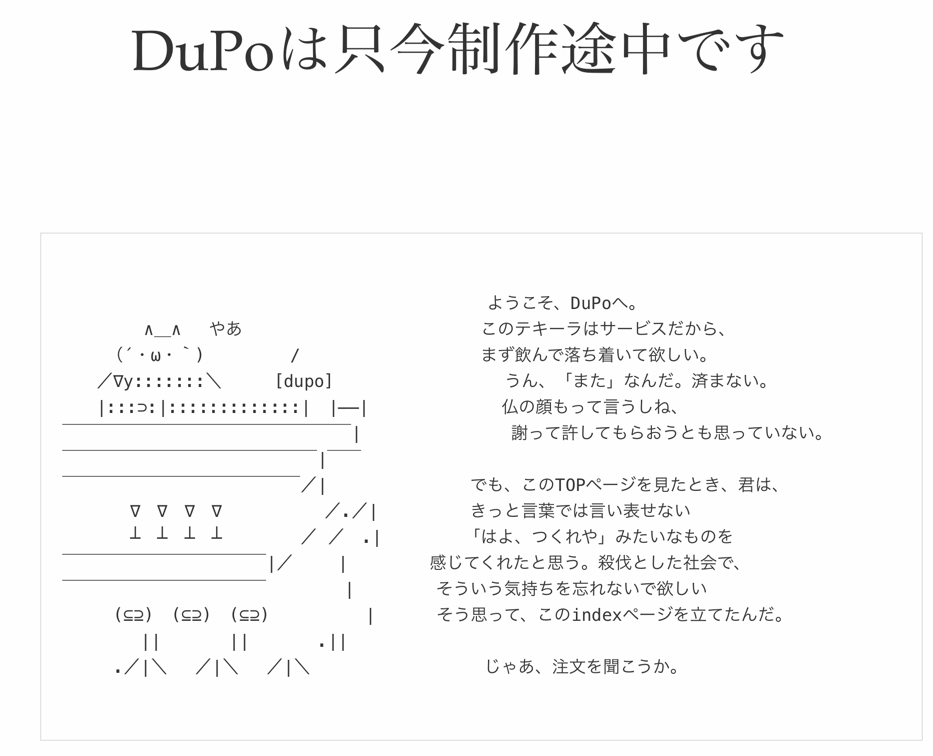 DuPoは只今制作途中です
ようこそ、DuPoへ。
∧＿∧　やあ　このテキーラはサービスだから、
（´・ω・｀)　/　まず飲んで落ち着いて欲しい。
／∇y:::::::＼　[dupo]　うん、「また」なんだ。済まない。
|:::⊃:|:::::::::::::|　|――|　仏の顔もって言うしね、
￣￣￣￣￣￣￣￣￣￣￣￣￣￣￣￣￣|　謝って許してもらおうとも思っていない。
￣￣￣￣￣￣￣￣￣￣￣￣￣￣￣|￣￣
￣￣￣￣￣￣￣￣￣￣￣￣￣￣／|　でも、このTOPページを見たとき、君は、
∇　∇　∇　∇　／./|　きっと言葉では言い表せない
┴　┴　┴　┴　／ ／ .|　「はよ、つくれや」みたいなものを
￣￣￣￣￣￣￣￣￣￣￣￣|／　|　感じてくれたと思う。殺伐とした社会で、
￣￣￣￣￣￣￣￣￣￣￣￣　|　そういう気持ちを忘れないで欲しい
(⊆⊇)　(⊆⊇)　(⊆⊇)　|　そう思って、このindexページを立てたんだ。
||　||　.||
.／|＼　／|＼　／|＼　じゃあ、注文を聞こうか。